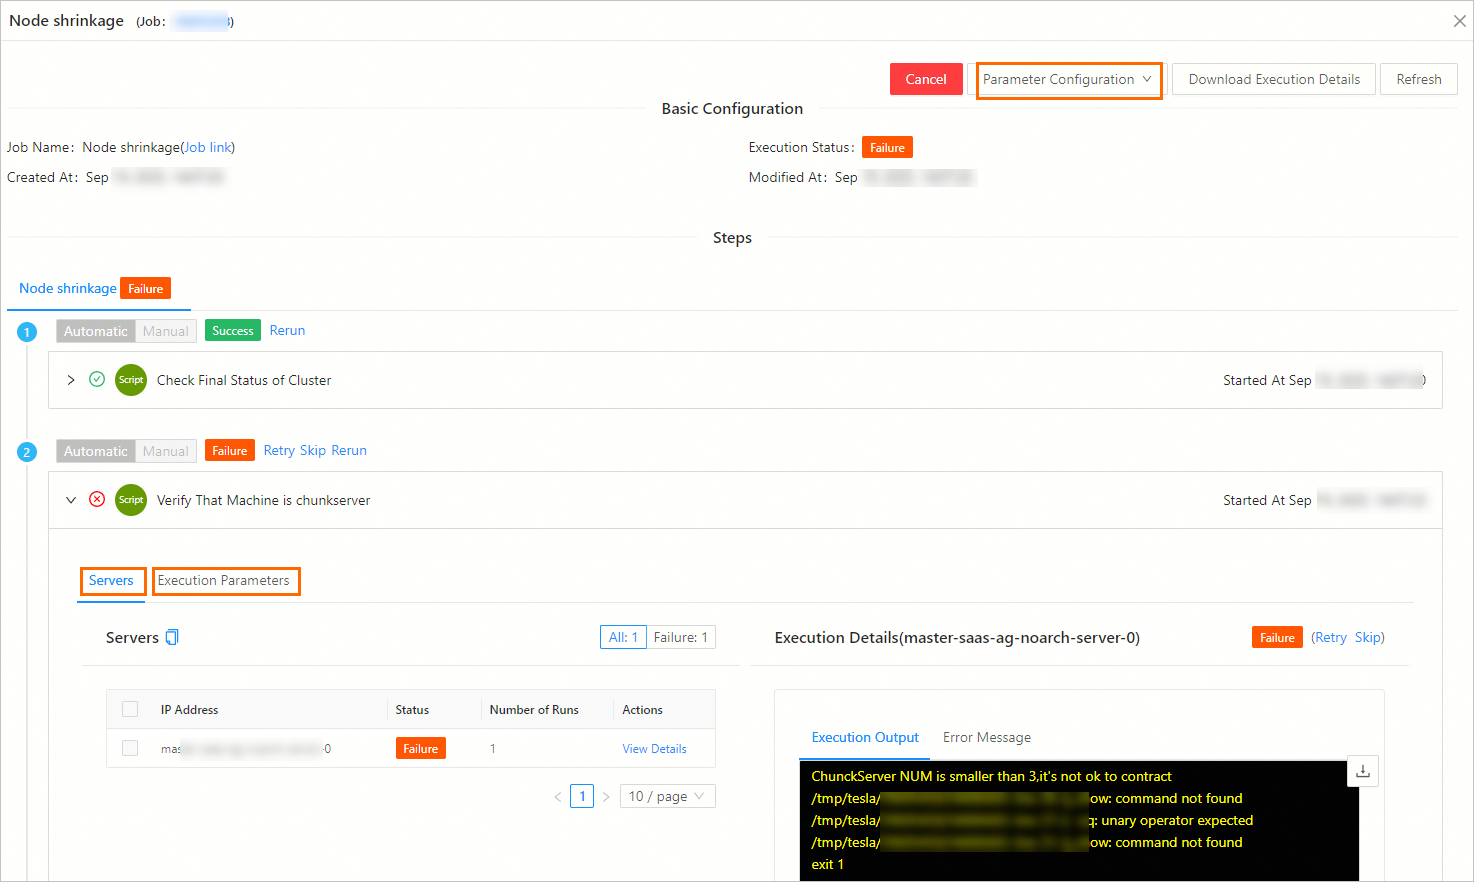 Node shrinkage (Job: )
Cancel Parameter Configuration Download Execution Details Refresh
Basic Configuration
Job Name: Node shrinkage(Job link) Execution Status: Failure
Created At: Sep Modified At: Sep
Steps
Node shrinkage Failure
1 Automatic Manual Success Rerun
Script Check Final Status of Cluster Started At Sep
2 Automatic Manual Failure Retry Skip Rerun
Script Verify That Machine is chunkserver Started At Sep
Servers Execution Parameters
Servers All: 1 Failure: 1 Execution Details(master-saas-ag-noarch-server-0) Failure (Retry Skip)
IP Address Status Number of Runs Actions
mas -0 Failure 1 View Details
Execution Output Error Message
< 1 > 10 / page
ChunckServer NUM is smaller than 3,it's not ok to contract
/tmp/tesla/ ow: command not found
/tmp/tesla/ q: unary operator expected
/tmp/tesla/ ow: command not found
exit 1